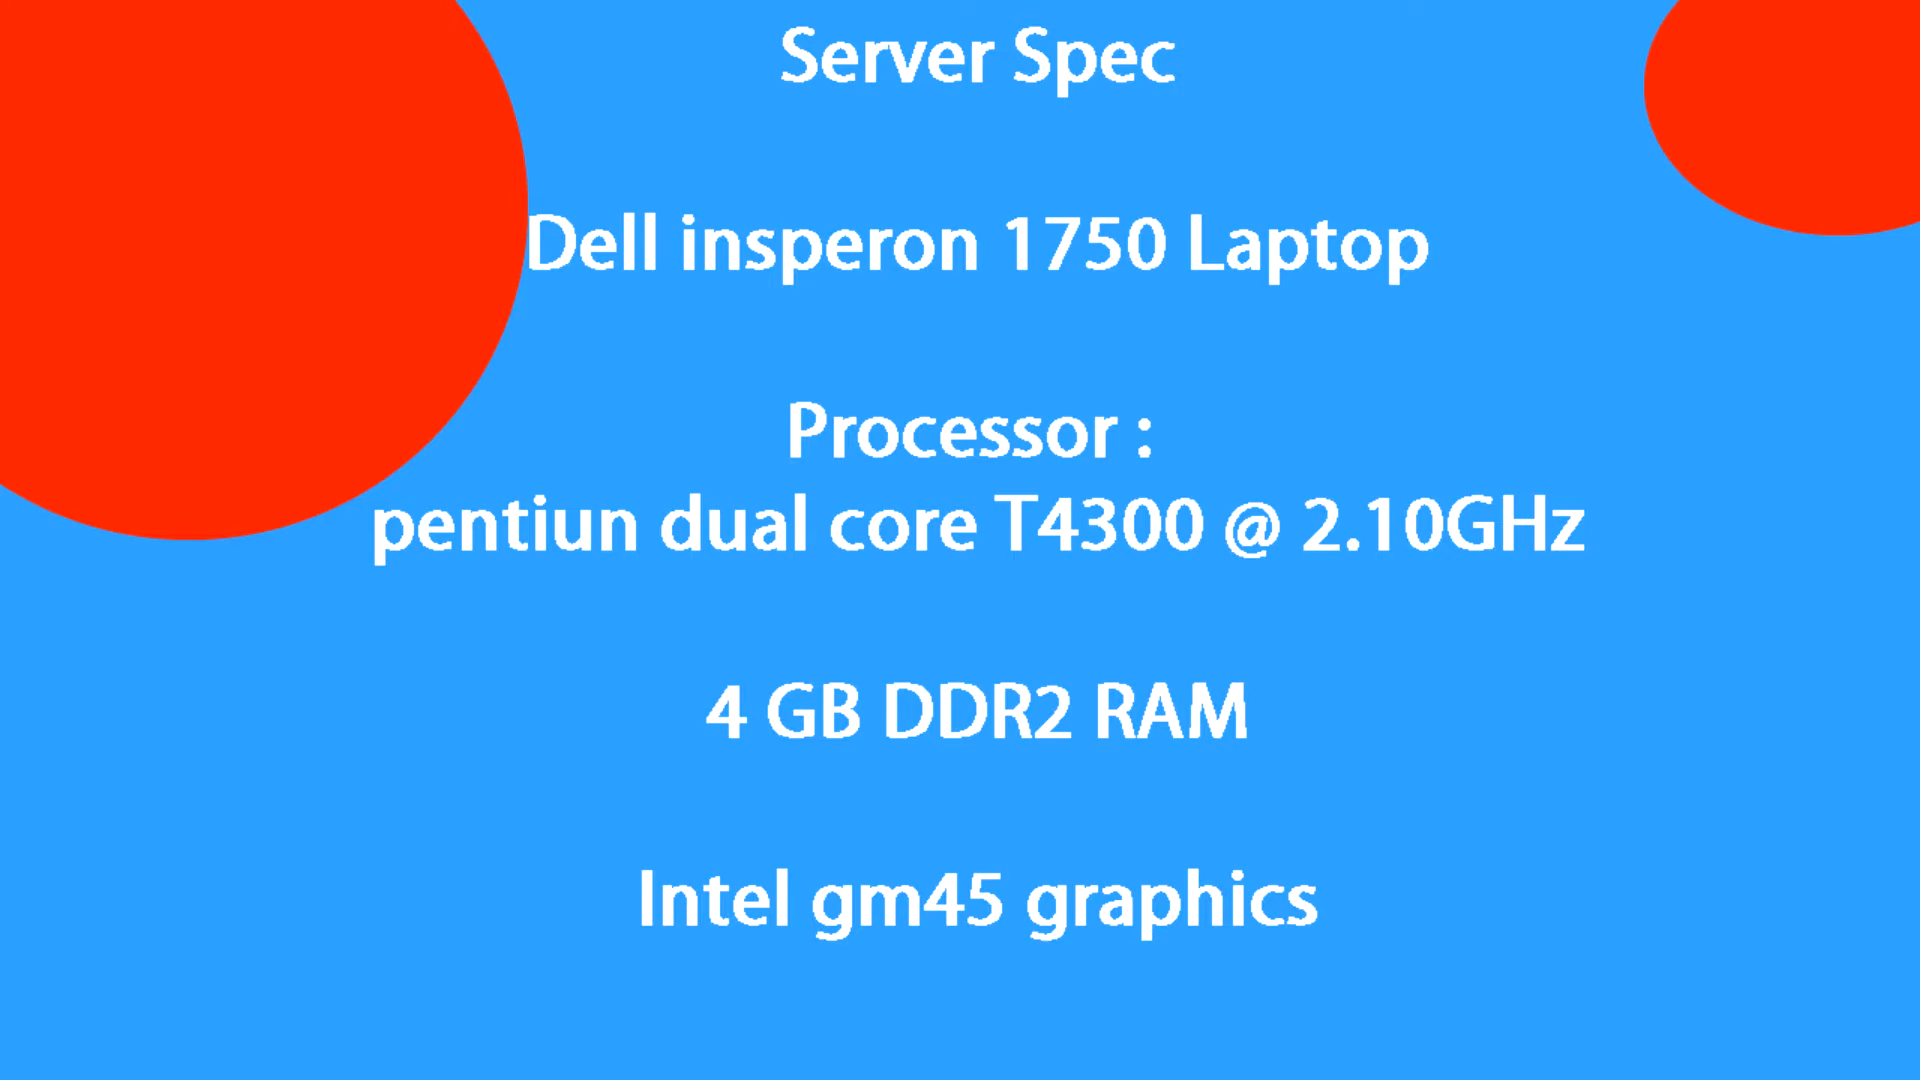 Server Spec
Dell insperon 1750 Laptop
Processor :
pentiun dual core T4300 @ 2.10GHz
4 GB DDR2 RAM
Intel gm45 graphics